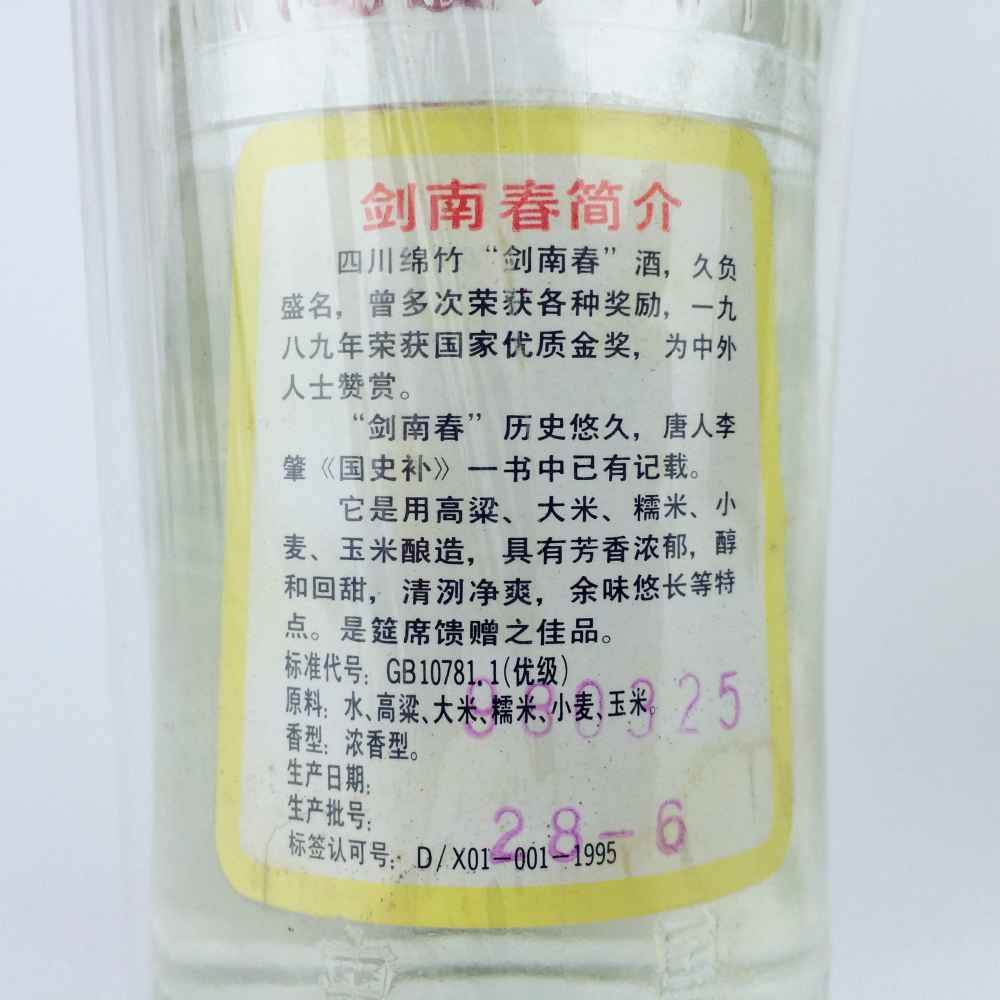 剑南春简介
四川绵竹“剑南春”酒，久负
盛名，曾多次荣获各种奖励，一九
八九年荣获国家优质金奖，为中外
人士赞赏。
“剑南春”历史悠久，唐人李
肇《国史补》一书中已有记载。
它是用高粱、大米、糯米、小
麦、玉米酿造，具有芳香浓郁，醇
和回甜，清洌净爽，余味悠长等特
点。是筵席馈赠之佳品。
标准代号：GB10781.1(优级)
原料：水、高粱、大米、糯米、小麦、玉米。
香型：浓香型。
980325
生产日期：
生产批号：
28-6
标签认可号：D/X01-001-1995